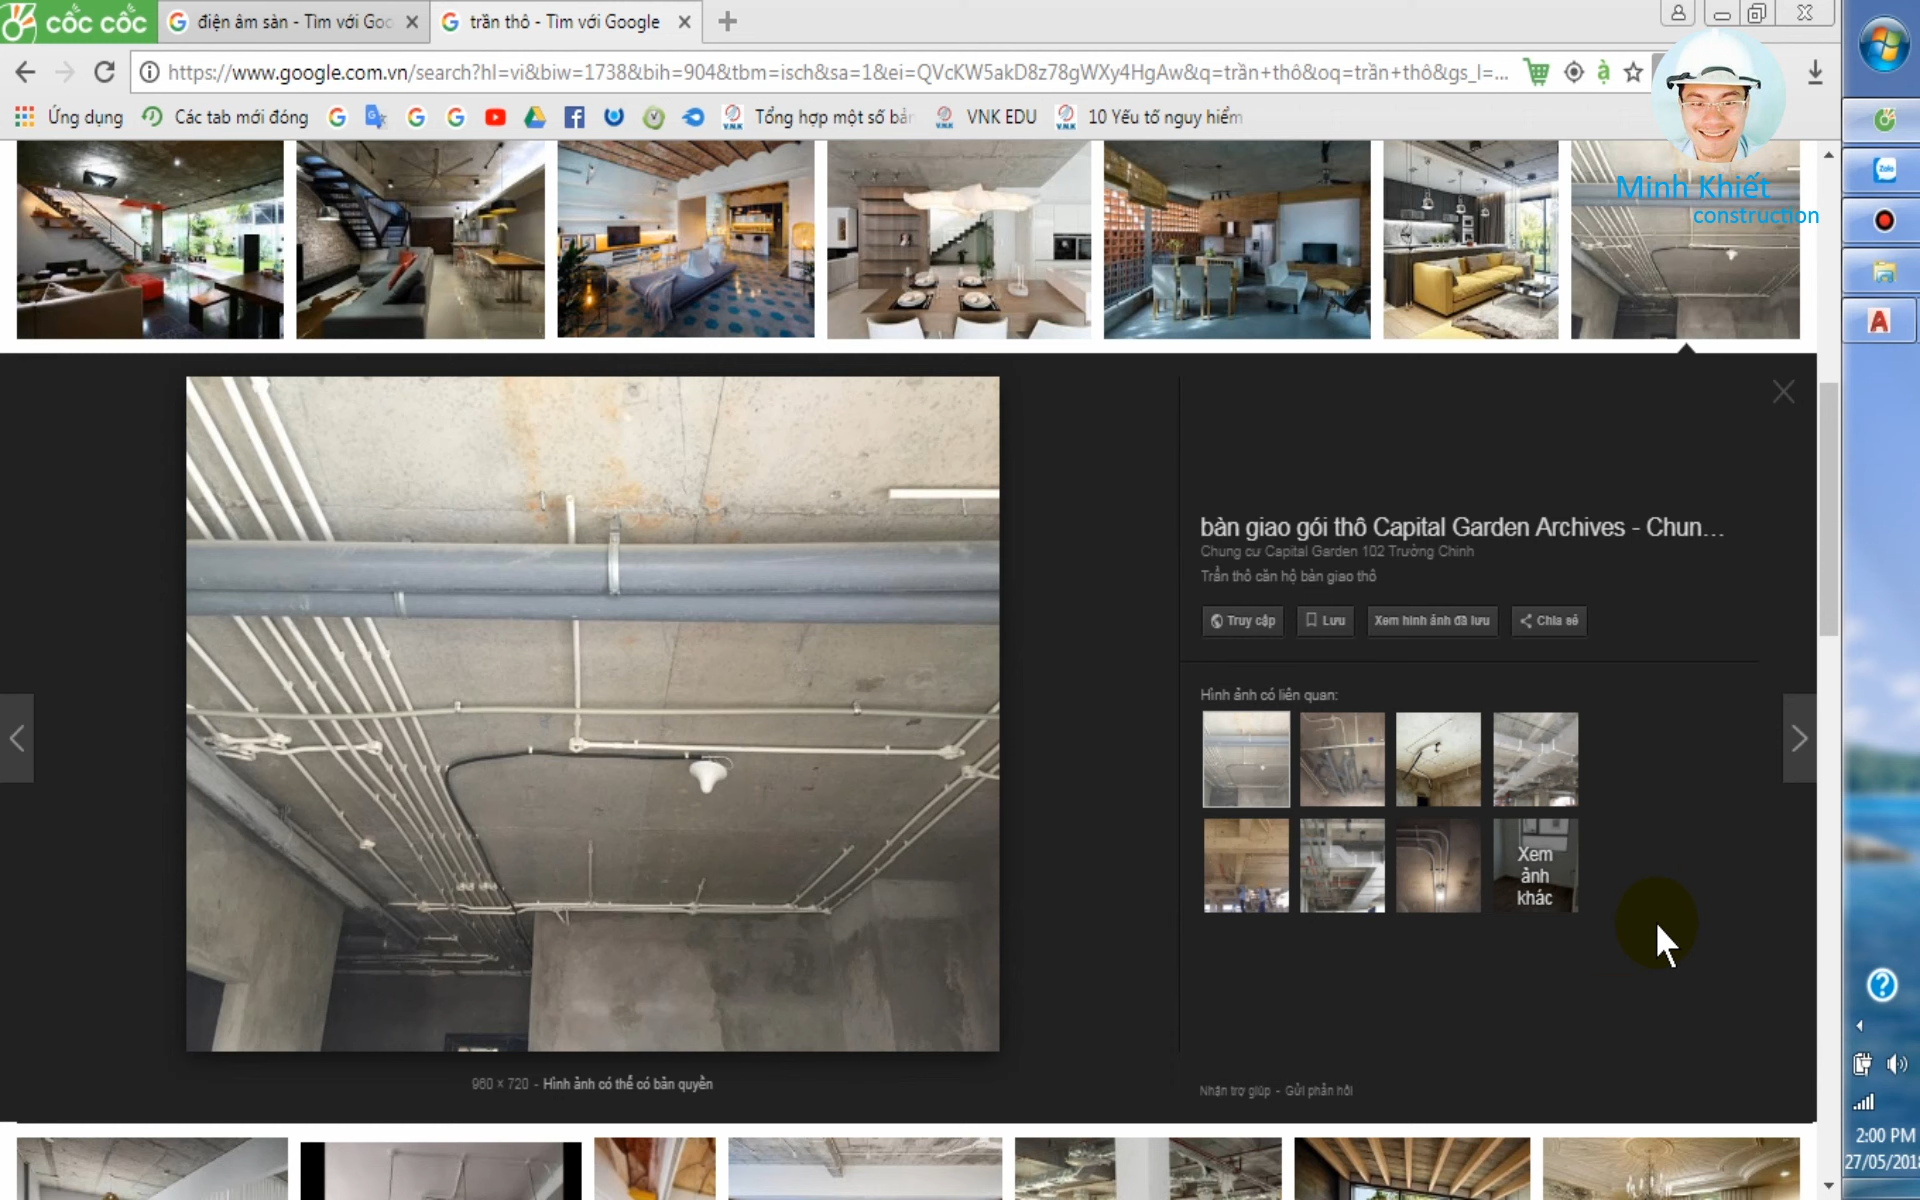 cốc cốc
điện âm sàn - Tìm với Goo
trần thô - Tìm với Google
https://www.google.com.vn/search?hl=vi&biw=1738&bih=904&tbm=isch&sa=1&ei=QVcKW5akD8z78gWXy4HgAw&q=trần+thô&oq=trần+thô&gs_l=...
Ứng dụng
Các tab mới đóng
Tổng hợp một số bả
VNK EDU
10 Yếu tố nguy hiểm
Minh Khiết
construction
bàn giao gói thô Capital Garden Archives - Chun...
Chung cư Capital Garden 102 Trường Chinh
Trần thô căn hộ bàn giao thô
Truy cập
Lưu
Xem hình ảnh đã lưu
Chia sẻ
Hình ảnh có liên quan:
Xem
ảnh
khác
960 × 720 - Hình ảnh có thể có bản quyền
Nhận trợ giúp - Gửi phản hồi
2:00 PM
27/05/201